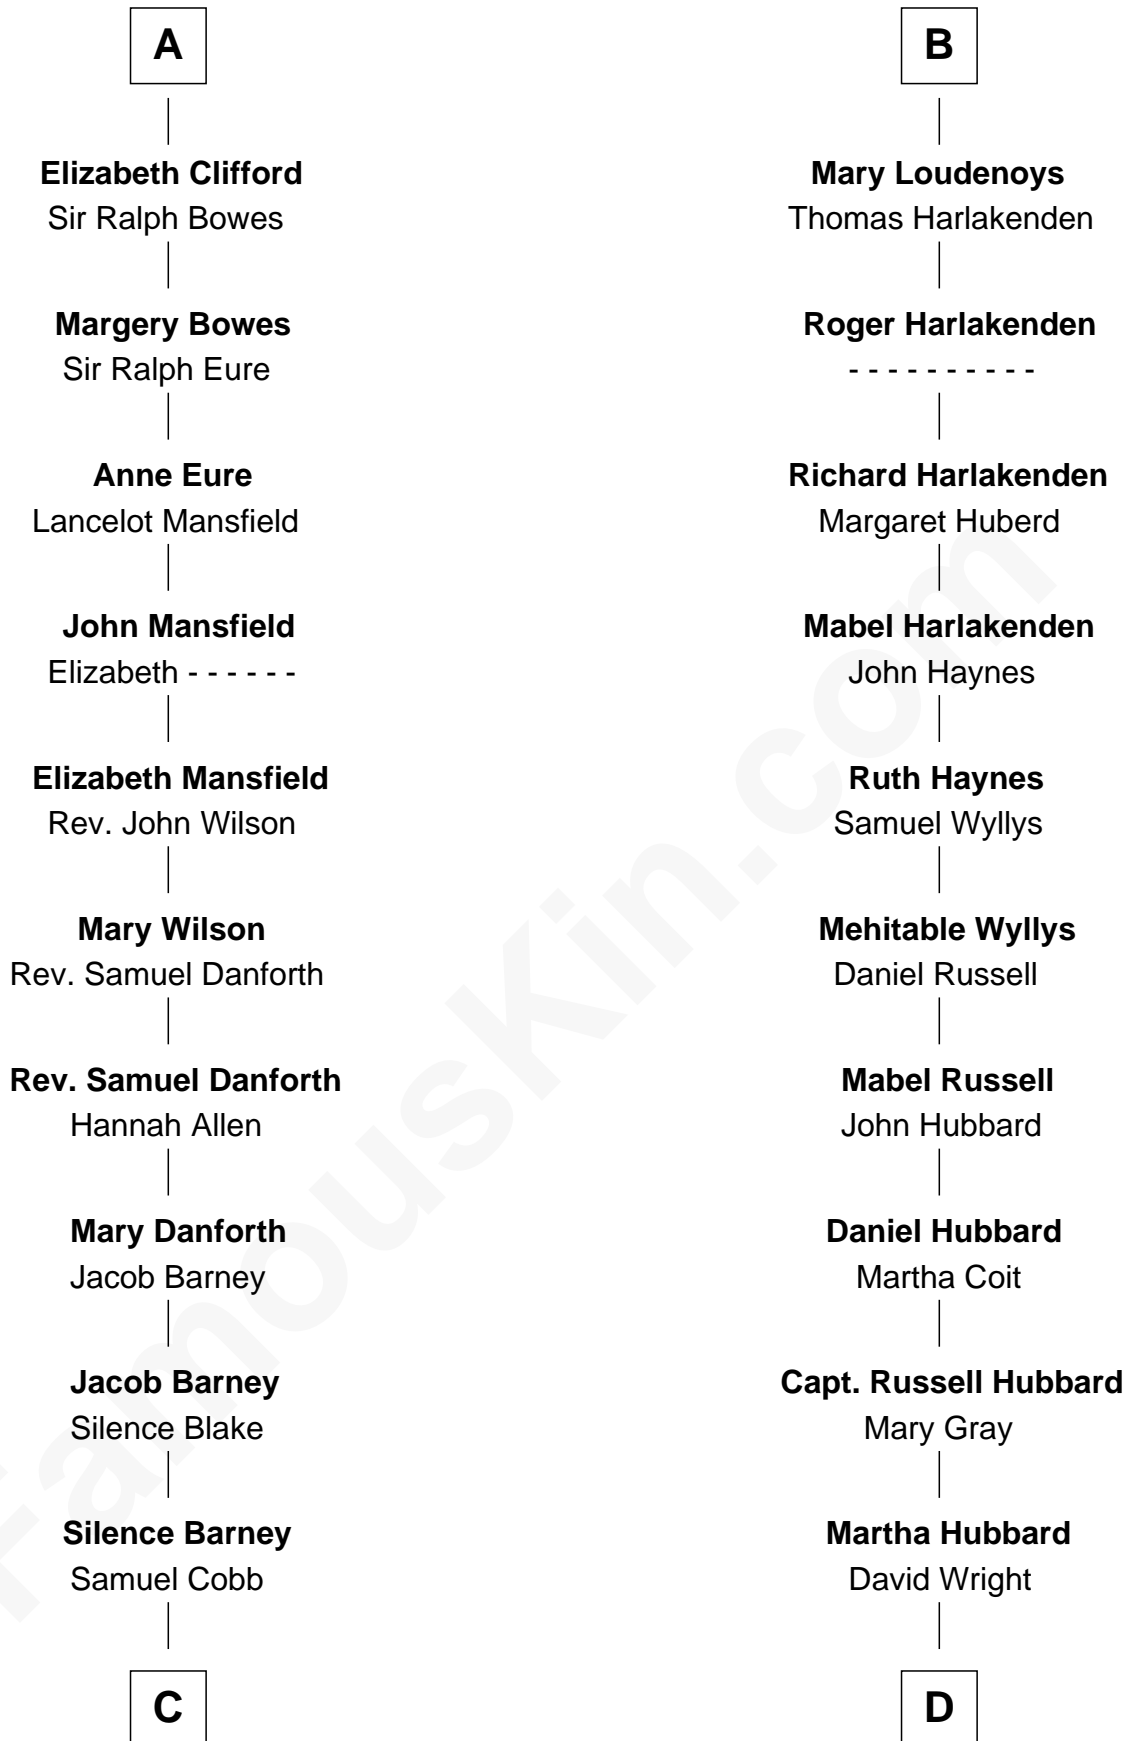 A
Elizabeth Clifford
Sir Ralph Bowes
Margery Bowes
Sir Ralph Eure
Anne Eure
Lancelot Mansfield
John Mansfield
Elizabeth - - - - - -
Elizabeth Mansfield
Rev. John Wilson
Mary Wilson
Rev. Samuel Danforth
Rev. Samuel Danforth
Hannah Allen
Mary Danforth
Jacob Barney
Jacob Barney
Silence Blake
Silence Barney
Samuel Cobb
C
B
Mary Loudenoys
Thomas Harlakenden
Roger Harlakenden
- - - - - - - - - -
Richard Harlakenden
Margaret Huberd
Mabel Harlakenden
John Haynes
Ruth Haynes
Samuel Wyllys
Mehitable Wyllys
Daniel Russell
Mabel Russell
John Hubbard
Daniel Hubbard
Martha Coit
Capt. Russell Hubbard
Mary Gray
Martha Hubbard
David Wright
D
FamousKin.com